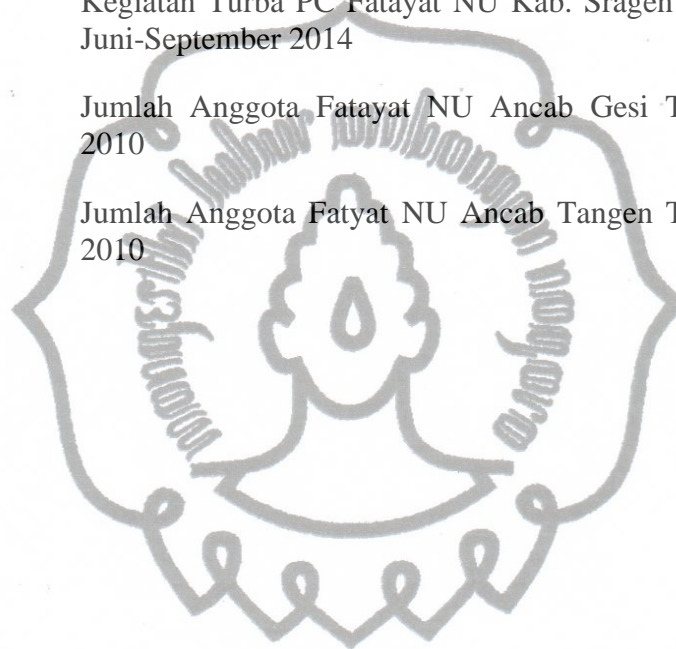 Kegiatan Turba PC Fatayat NU Kab. Sragen
Juni-September 2014
Jumlah Anggota Fatayat NU Ancab Gesi T
2010
Jumlah Anggota Fatyat NU Ancab Tangen T
2010